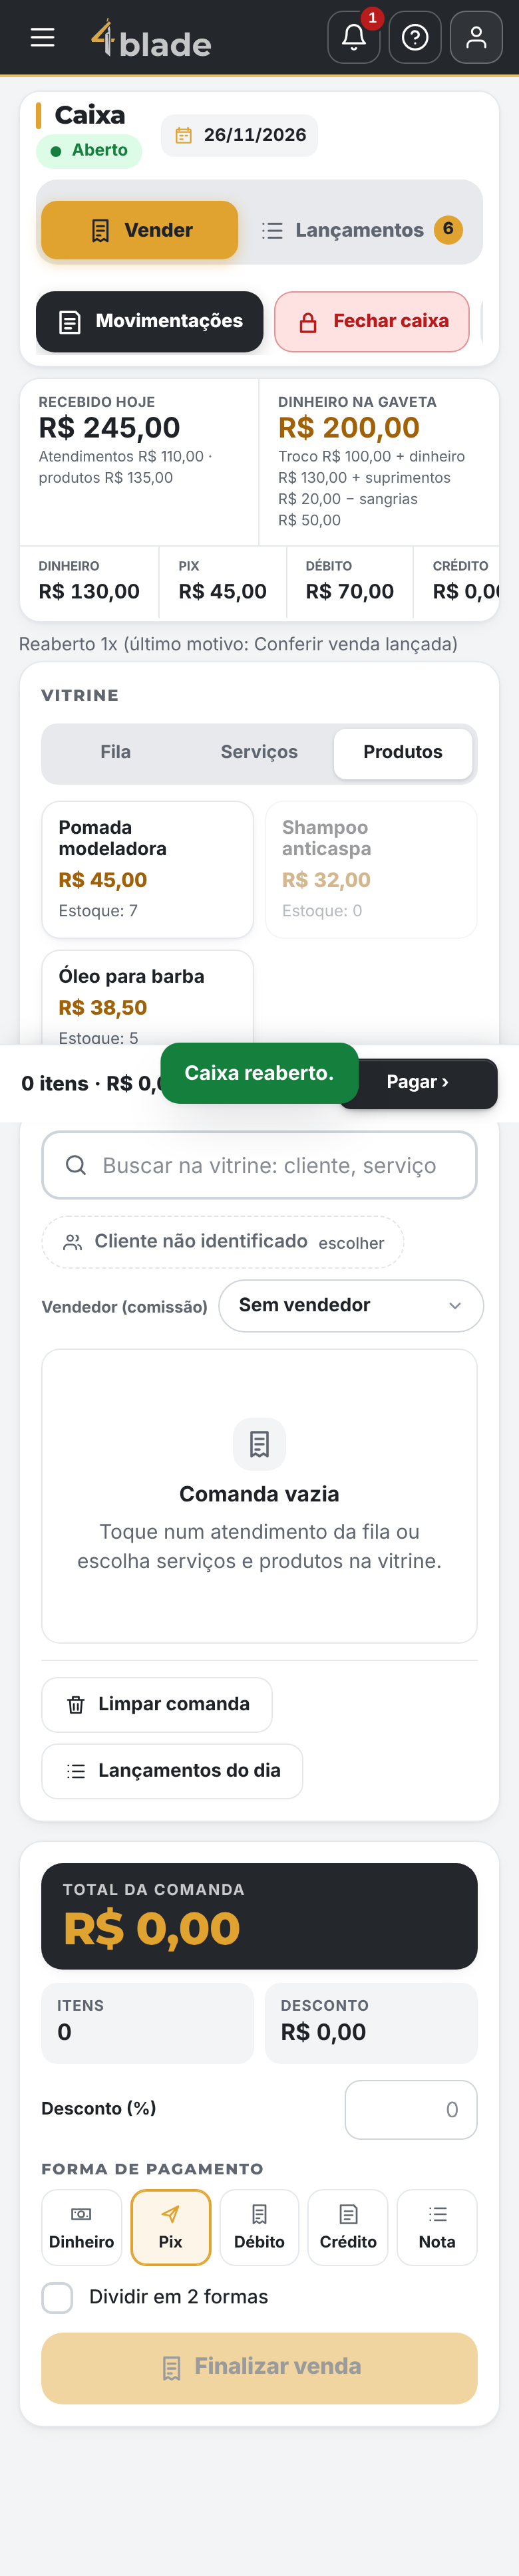 4blade
1
Caixa
Aberto
26/11/2026
Vender
Lançamentos 6
Movimentações
Fechar caixa
RECEBIDO HOJE
R$ 245,00
Atendimentos R$ 110,00 ·
produtos R$ 135,00
DINHEIRO NA GAVETA
R$ 200,00
Troco R$ 100,00 + dinheiro
R$ 130,00 + suprimentos
R$ 20,00 − sangrias
R$ 50,00
DINHEIRO
R$ 130,00
PIX
R$ 45,00
DÉBITO
R$ 70,00
CRÉDITO
R$ 0,0
Reaberto 1x (último motivo: Conferir venda lançada)
VITRINE
Fila
Serviços
Produtos
Pomada
modeladora
R$ 45,00
Estoque: 7
Shampoo
anticaspa
R$ 32,00
Estoque: 0
Óleo para barba
R$ 38,50
Estoque: 5
0 itens · R$ 0,0
Caixa reaberto.
Pagar ›
Buscar na vitrine: cliente, serviço
Cliente não identificado escolher
Vendedor (comissão)
Sem vendedor
Comanda vazia
Toque num atendimento da fila ou
escolha serviços e produtos na vitrine.
Limpar comanda
Lançamentos do dia
TOTAL DA COMANDA
R$ 0,00
ITENS
0
DESCONTO
R$ 0,00
Desconto (%)
0
FORMA DE PAGAMENTO
Dinheiro
Pix
Débito
Crédito
Nota
Dividir em 2 formas
Finalizar venda